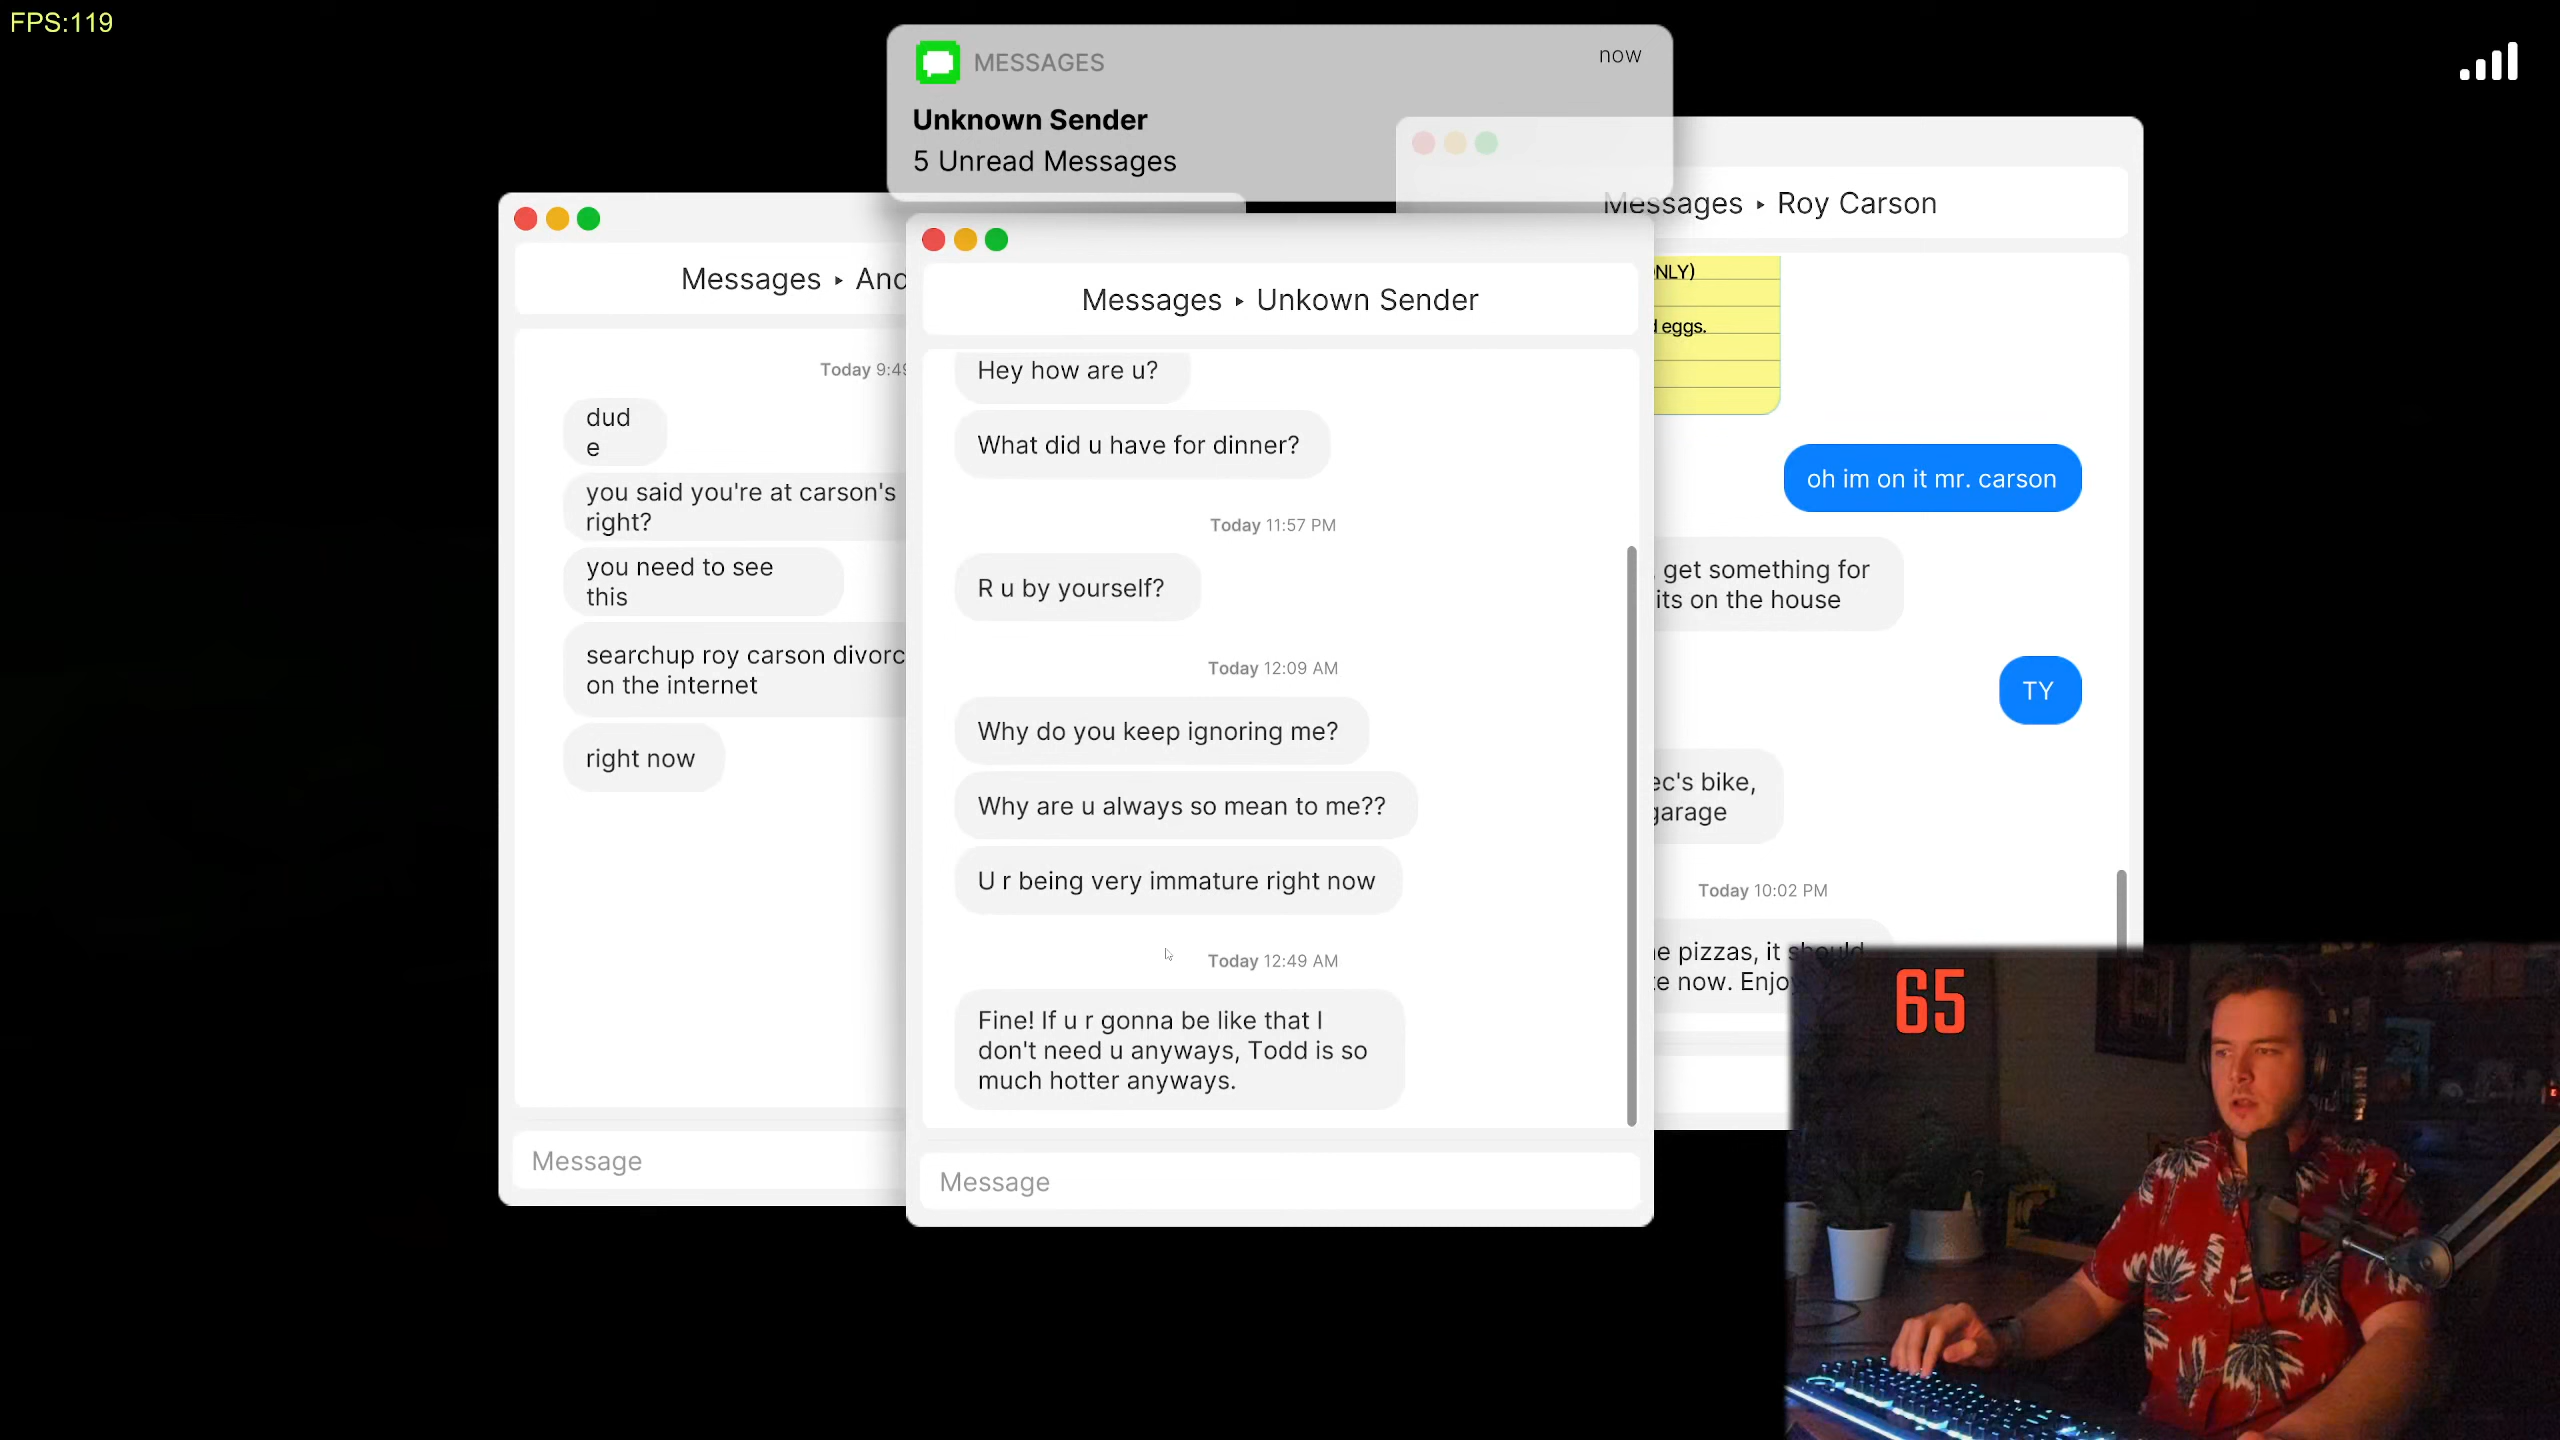 FPS:119
MESSAGES
now
Unknown Sender
5 Unread Messages
Messages ▸ And
Today 9:49
dud
e
you said you're at carson's
right?
you need to see
this
searchup roy carson divorc
on the internet
right now
Message
Messages ▸ Unkown Sender
Hey how are u?
What did u have for dinner?
Today 11:57 PM
R u by yourself?
Today 12:09 AM
Why do you keep ignoring me?
Why are u always so mean to me??
U r being very immature right now
Today 12:49 AM
Fine! If u r gonna be like that I
don't need u anyways, Todd is so
much hotter anyways.
Message
Messages ▸ Roy Carson
NLY)
d eggs.
oh im on it mr. carson
get something for
its on the house
TY
ec's bike,
garage
Today 10:02 PM
e pizzas, it should
te now. Enjoy
65